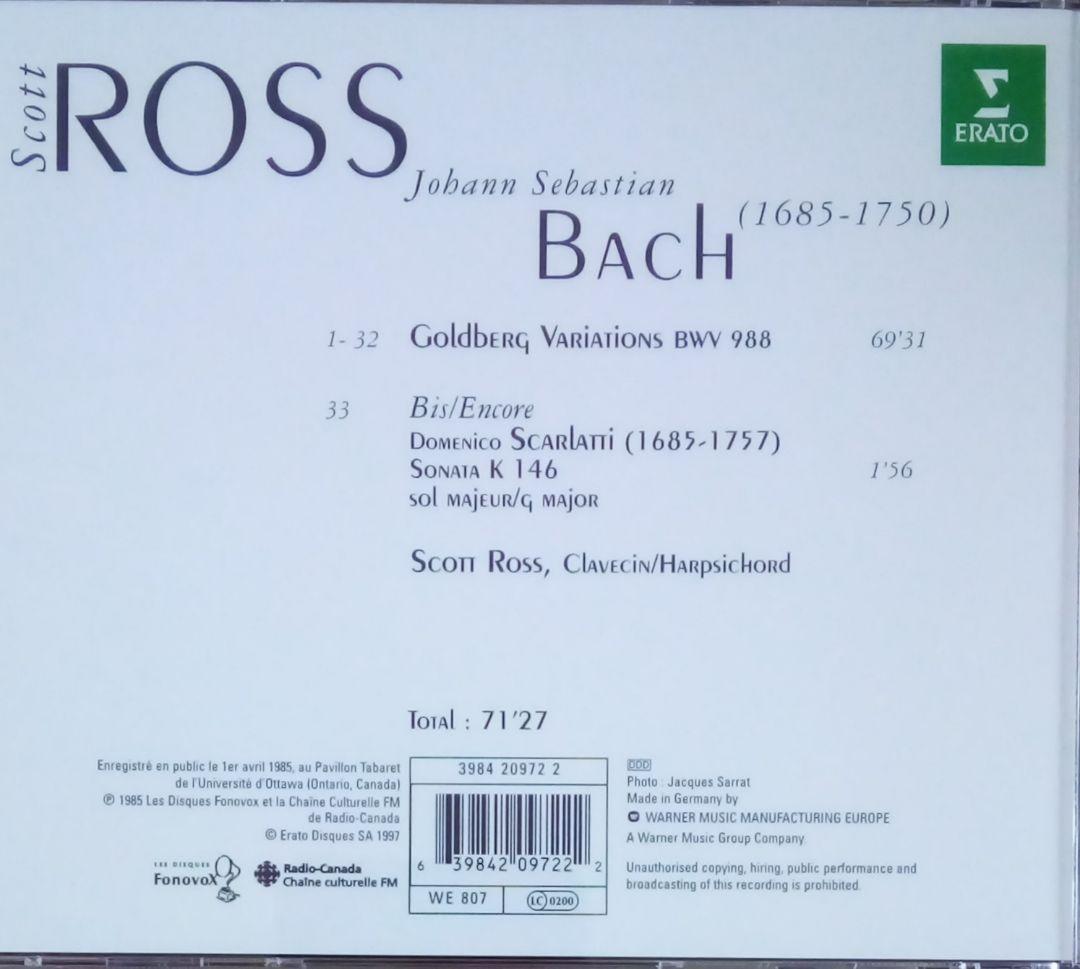 Scott ROSS
ERATO
Johann Sebastian
BACH (1685-1750)
1- 32 Goldberg Variations BWV 988 69'31
33 Bis/Encore
Domenico Scarlatti (1685-1757)
Sonata K 146 1'56
sol majeur/g major
Scott Ross, Clavecin/Harpsichord
Total : 71'27
Enregistré en public le 1er avril 1985, au Pavillon Tabaret
de l'Université d'Ottawa (Ontario, Canada)
℗ 1985 Les Disques Fonovox et la Chaîne Culturelle FM
de Radio-Canada
© Erato Disques SA 1997
LES DISQUES
FonovoX
Radio-Canada
Chaîne culturelle FM
3984 20972 2
6 39842 09722 2
WE 807
LC 0200
DDD
Photo : Jacques Sarrat
Made in Germany by
WARNER MUSIC MANUFACTURING EUROPE
A Warner Music Group Company
Unauthorised copying, hiring, public performance and
broadcasting of this recording is prohibited.